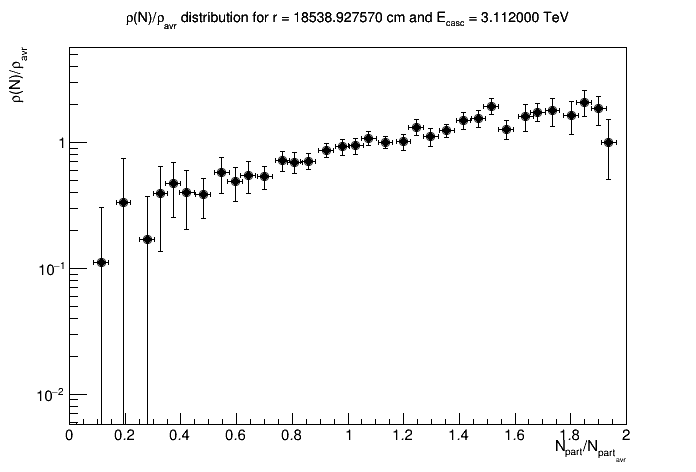 ρ(N)/ρavr distribution for r = 18538.927570 cm and Ecasc = 3.112000 TeV
ρ(N)/ρavr
1
10−1
10−2
0 0.2 0.4 0.6 0.8 1 1.2 1.4 1.6 1.8 2
Npart/Npartavr